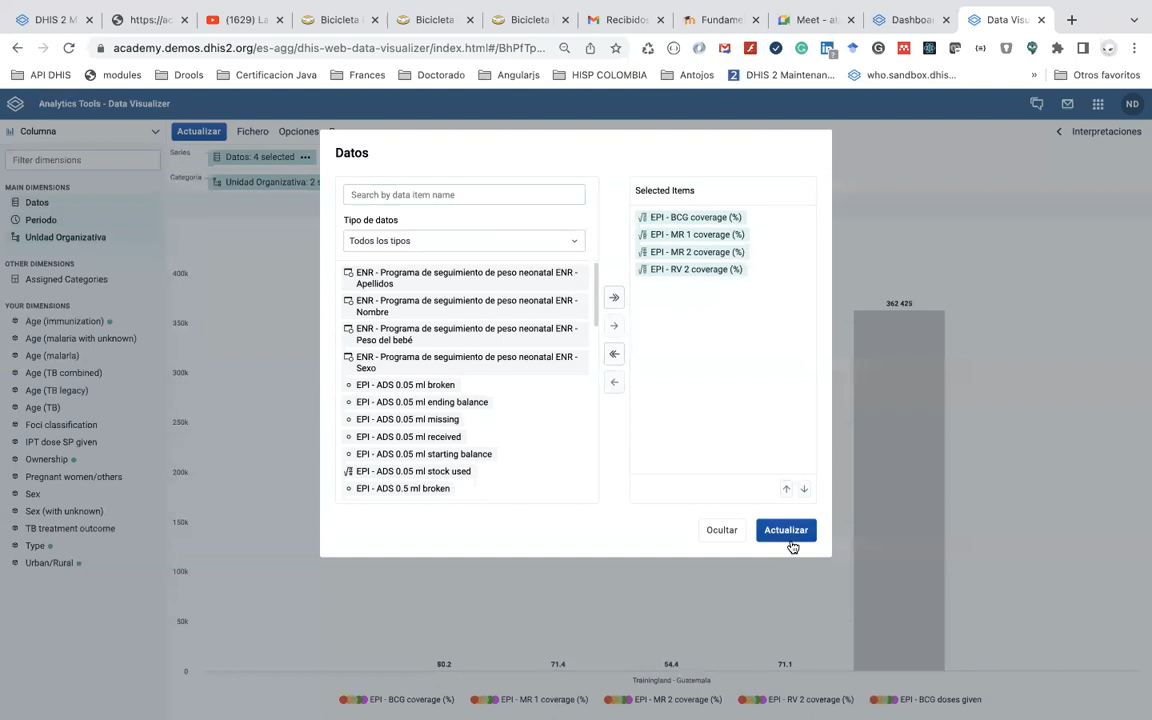 DHIS 2 M
https://ac
(1629) La
Bicicleta
Bicicleta
Bicicleta
Recibidos
Fundame
Meet - at
Dashboar
Data Visu
academy.demos.dhis2.org/es-agg/dhis-web-data-visualizer/index.html#/BhPfTp...
API DHIS
modules
Drools
Certificacion Java
Frances
Doctorado
Angularjs
HISP COLOMBIA
Antojos
DHIS 2 Maintenan...
who.sandbox.dhis...
»
Otros favoritos
Analytics Tools - Data Visualizer
ND
Columna
Actualizar
Fichero
Opciones
Interpretaciones
Filter dimensions
Series
Datos: 4 selected
Categoria
Unidad Organizativa: 2 s
MAIN DIMENSIONS
Datos
Periodo
Unidad Organizativa
OTHER DIMENSIONS
Assigned Categories
YOUR DIMENSIONS
Age (immunization)
Age (malaria with unknown)
Age (malaria)
Age (TB combined)
Age (TB legacy)
Age (TB)
Foci classification
IPT dose SP given
Ownership
Pregnant women/others
Sex
Sex (with unknown)
TB treatment outcome
Type
Urban/Rural
Datos
Search by data item name
Tipo de datos
Todos los tipos
ENR - Programa de seguimiento de peso neonatal ENR -
Apellidos
ENR - Programa de seguimiento de peso neonatal ENR -
Nombre
ENR - Programa de seguimiento de peso neonatal ENR -
Peso del bebé
ENR - Programa de seguimiento de peso neonatal ENR -
Sexo
EPI - ADS 0.05 ml broken
EPI - ADS 0.05 ml ending balance
EPI - ADS 0.05 ml missing
EPI - ADS 0.05 ml received
EPI - ADS 0.05 ml starting balance
EPI - ADS 0.05 ml stock used
EPI - ADS 0.5 ml broken
Selected Items
EPI - BCG coverage (%)
EPI - MR 1 coverage (%)
EPI - MR 2 coverage (%)
EPI - RV 2 coverage (%)
Ocultar
Actualizar
400k
350k
300k
250k
200k
150k
100k
50k
0
362 425
60.2
71.4
54.4
71.1
Trainingland - Guatemala
EPI - BCG coverage (%)
EPI - MR 1 coverage (%)
EPI - MR 2 coverage (%)
EPI - RV 2 coverage (%)
EPI - BCG doses given